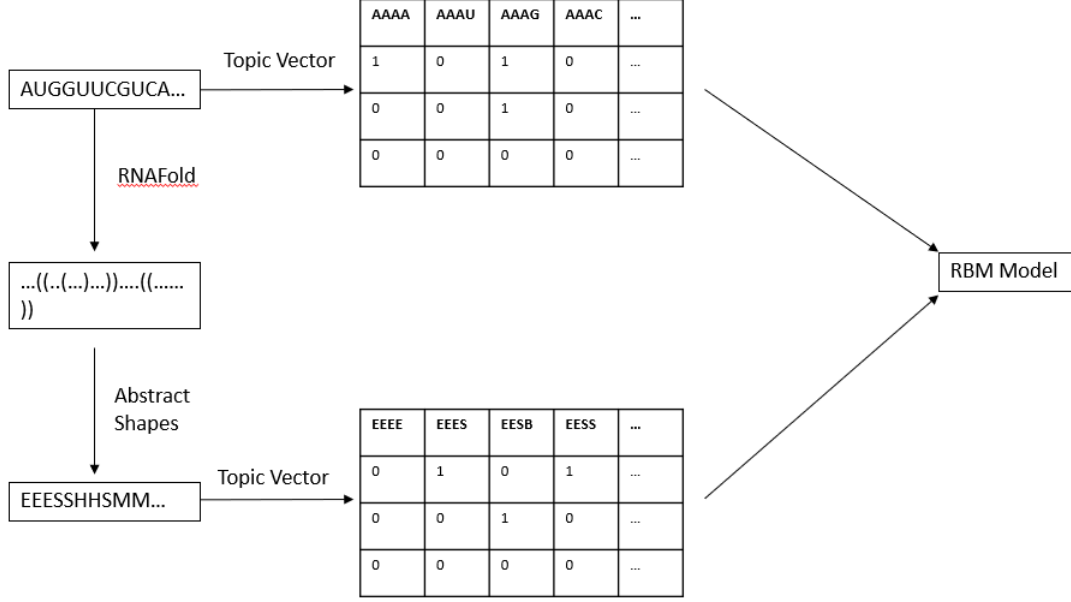 AAAA AAAU AAAG AAAC ...
Topic Vector
1 0 1 0 ...
AUGGUUCGUCA...
0 0 1 0 ...
0 0 0 0 ...
RNAFold
...((..(...)...))....((......
))
RBM Model
Abstract
Shapes
EEEE EEES EESB EESS ...
Topic Vector
0 1 0 1 ...
EEESSHHSMM...
0 0 1 0 ...
0 0 0 0 ...